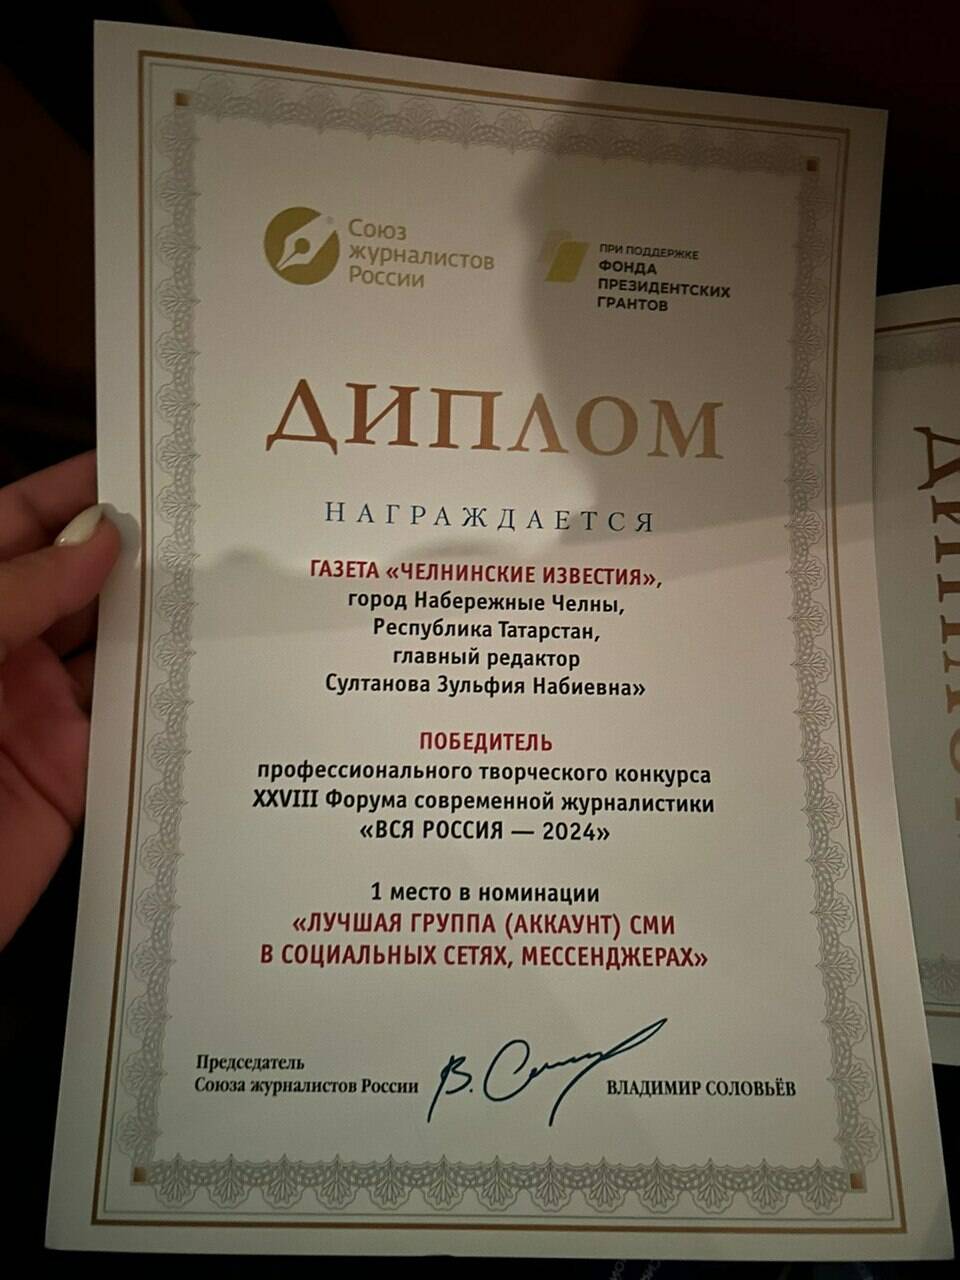 Союз
журналистов
России
ПРИ ПОДДЕРЖКЕ
ФОНДА
ПРЕЗИДЕНТСКИХ
ГРАНТОВ
ДИПЛОМ
НАГРАЖДАЕТСЯ
ГАЗЕТА «ЧЕЛНИНСКИЕ ИЗВЕСТИЯ»,
город Набережные Челны,
Республика Татарстан,
главный редактор
Султанова Зульфия Набиевна»
ПОБЕДИТЕЛЬ
профессионального творческого конкурса
XXVIII Форума современной журналистики
«ВСЯ РОССИЯ — 2024»
1 место в номинации
«ЛУЧШАЯ ГРУППА (АККАУНТ) СМИ
В СОЦИАЛЬНЫХ СЕТЯХ, МЕССЕНДЖЕРАХ»
Председатель
Союза журналистов России
ВЛАДИМИР СОЛОВЬЁВ